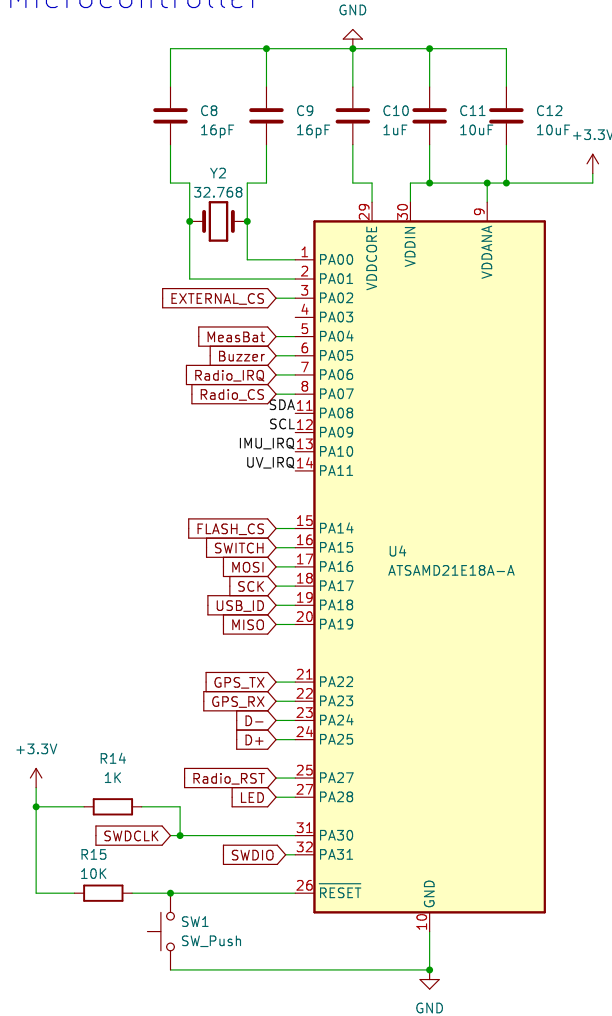 Microcontroller
GND
C8
16pF
C9
16pF
C10
1uF
C11
10uF
C12
10uF
+3.3V
Y2
32.768
29
VDDCORE
30
VDDIN
9
VDDANA
1 PA00
2 PA01
EXTERNAL_CS 3 PA02
4 PA03
MeasBat 5 PA04
Buzzer 6 PA05
Radio_IRQ 7 PA06
Radio_CS 8 PA07
SDA 11 PA08
SCL 12 PA09
IMU_IRQ 13 PA10
UV_IRQ 14 PA11
FLASH_CS 15 PA14
SWITCH 16 PA15
MOSI 17 PA16
SCK 18 PA17
USB_ID 19 PA18
MISO 20 PA19
U4
ATSAMD21E18A-A
GPS_TX 21 PA22
GPS_RX 22 PA23
D- 23 PA24
D+ 24 PA25
Radio_RST 25 PA27
LED 27 PA28
+3.3V
R14
1K
SWDCLK 31 PA30
SWDIO 32 PA31
R15
10K
26 RESET
GND
10
SW1
SW_Push
GND